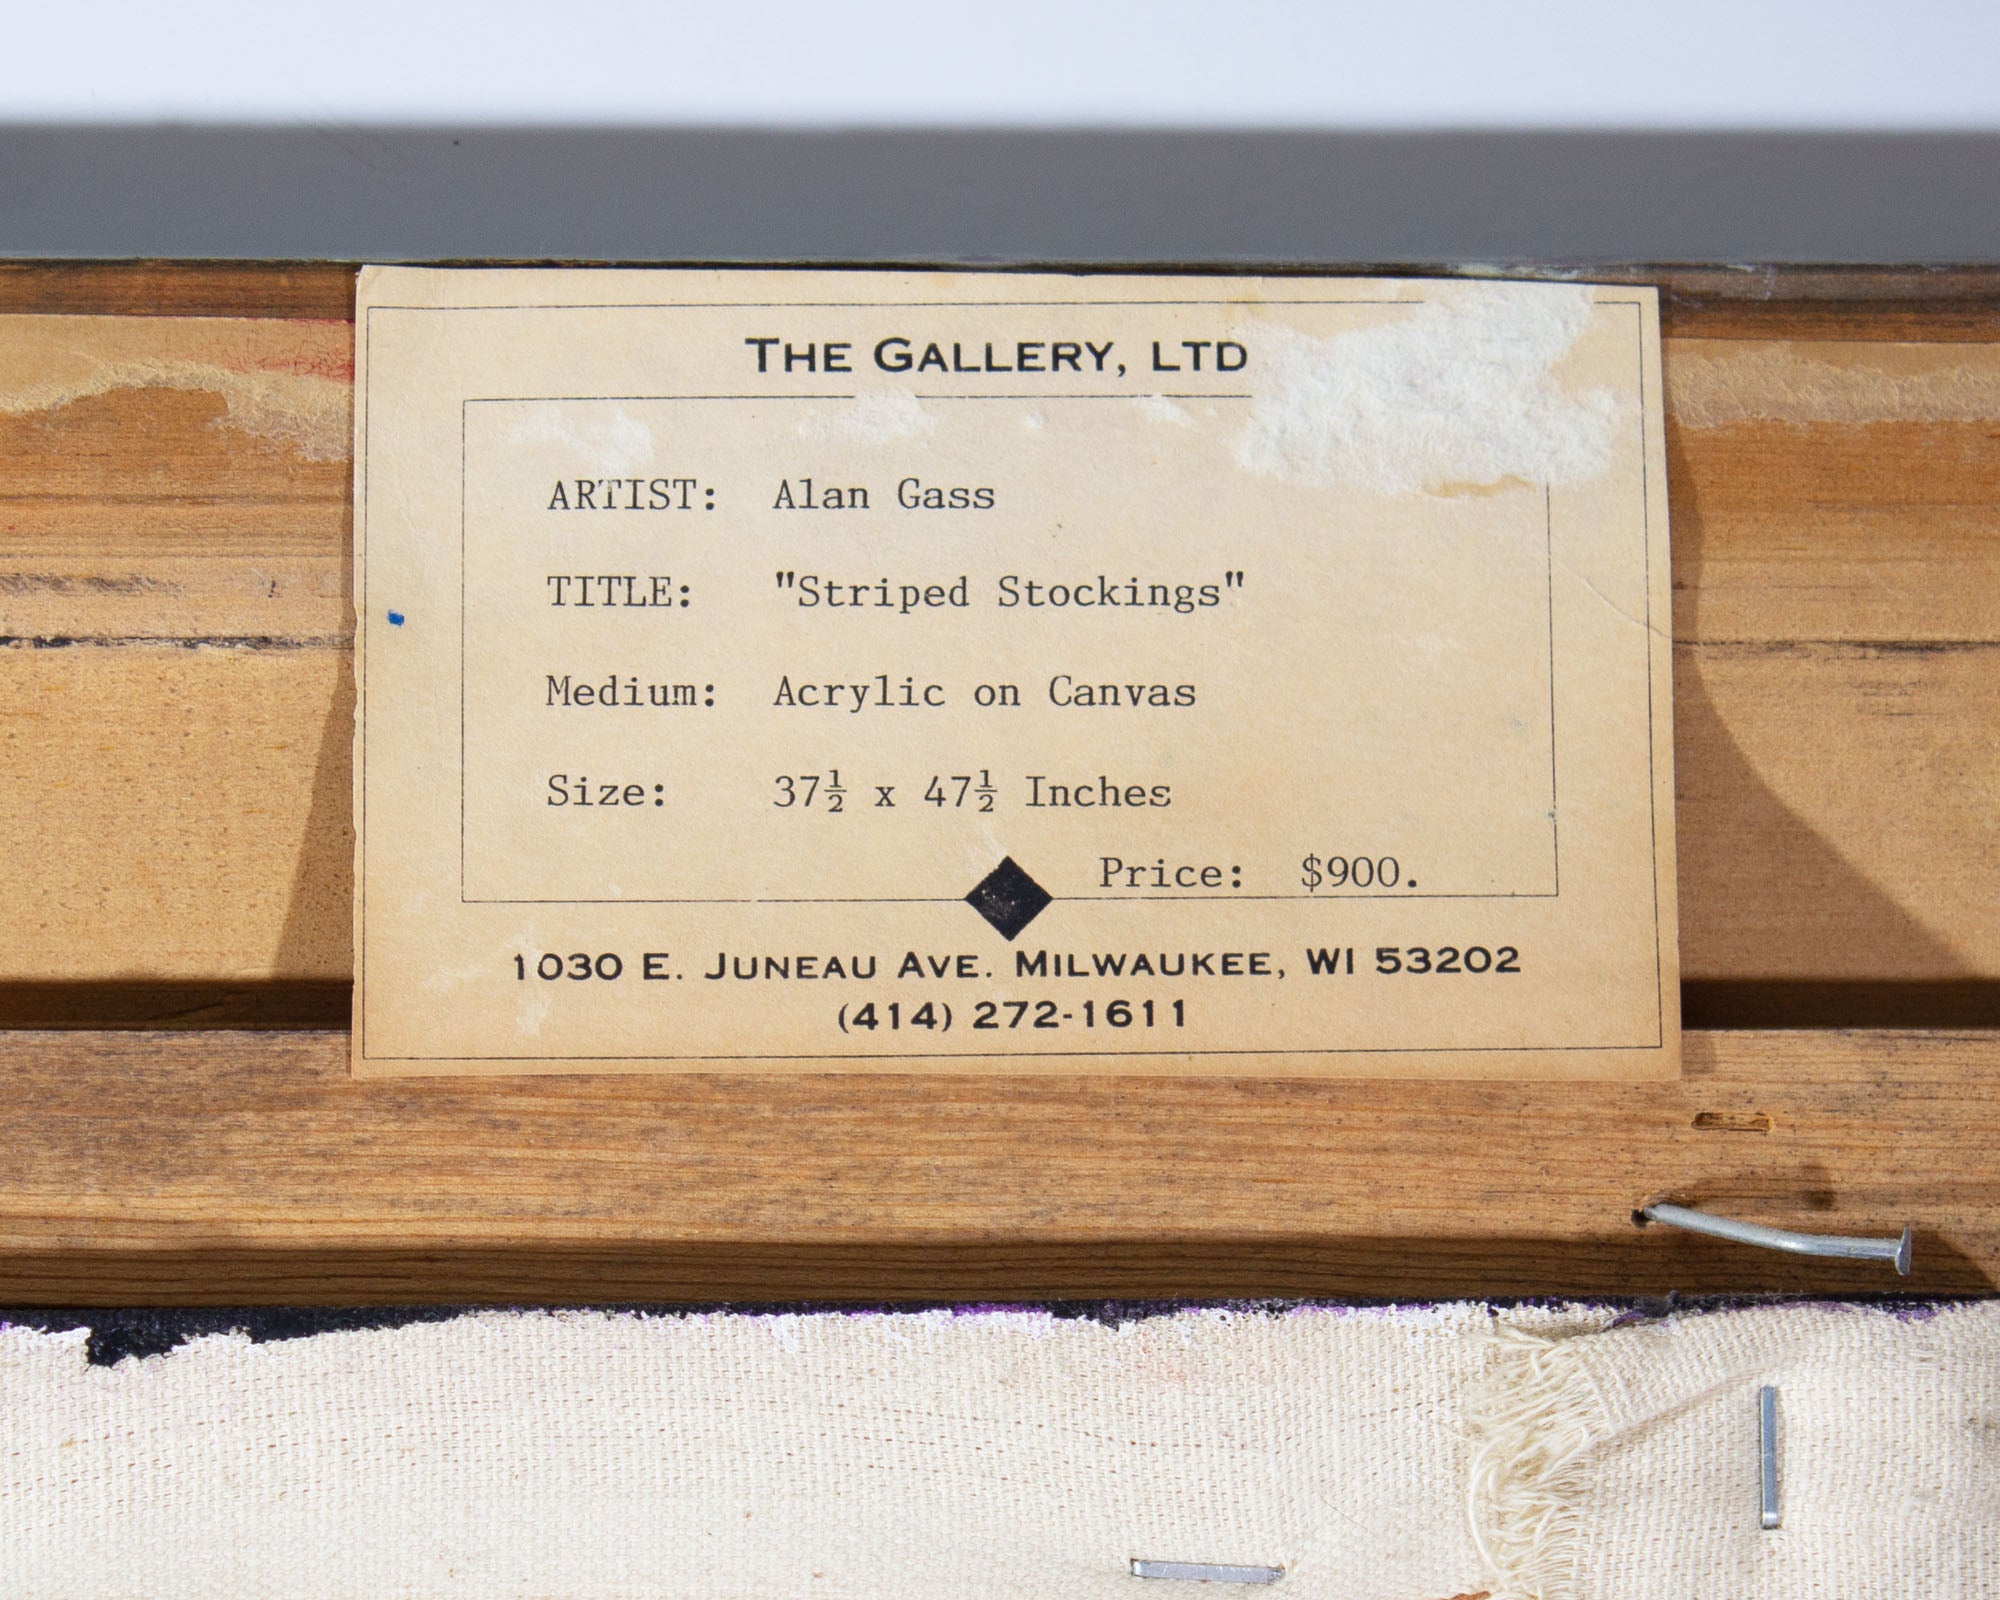 THE GALLERY, LTD
ARTIST: Alan Gass
TITLE: "Striped Stockings"
Medium: Acrylic on Canvas
Size: 37½ x 47½ Inches
Price: $900.
1030 E. JUNEAU AVE. MILWAUKEE, WI 53202
(414) 272-1611